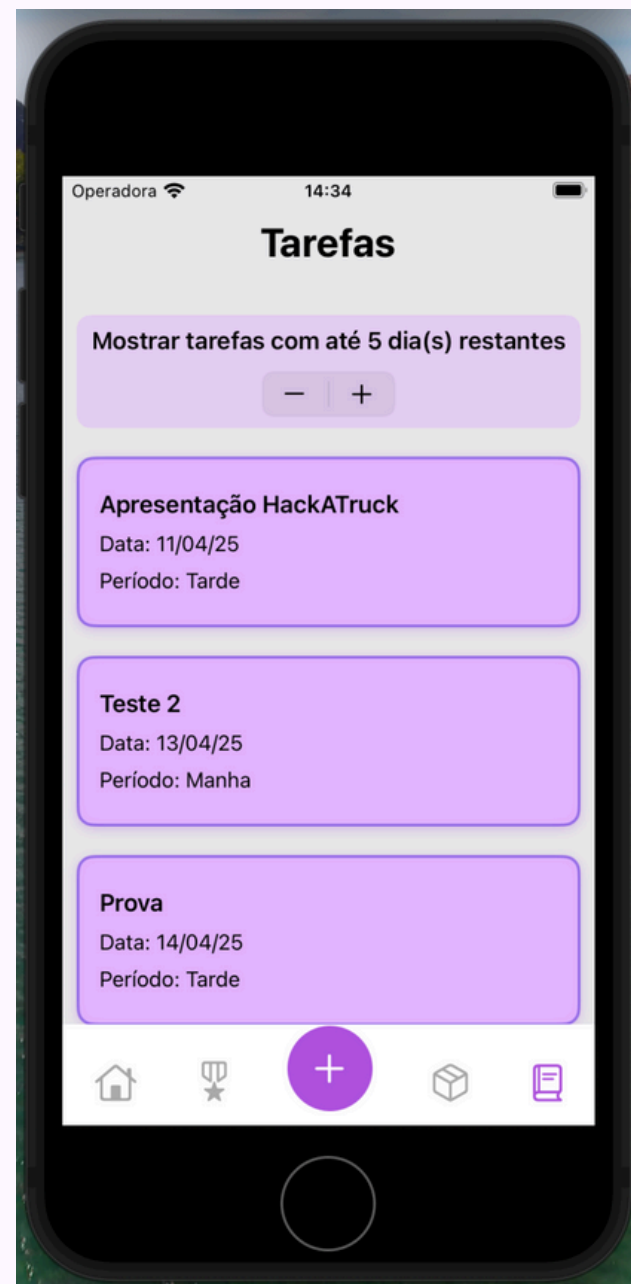 Operadora 14:34
Tarefas
Mostrar tarefas com até 5 dia(s) restantes
− +
Apresentação HackATruck
Data: 11/04/25
Período: Tarde
Teste 2
Data: 13/04/25
Período: Manha
Prova
Data: 14/04/25
Período: Tarde
+